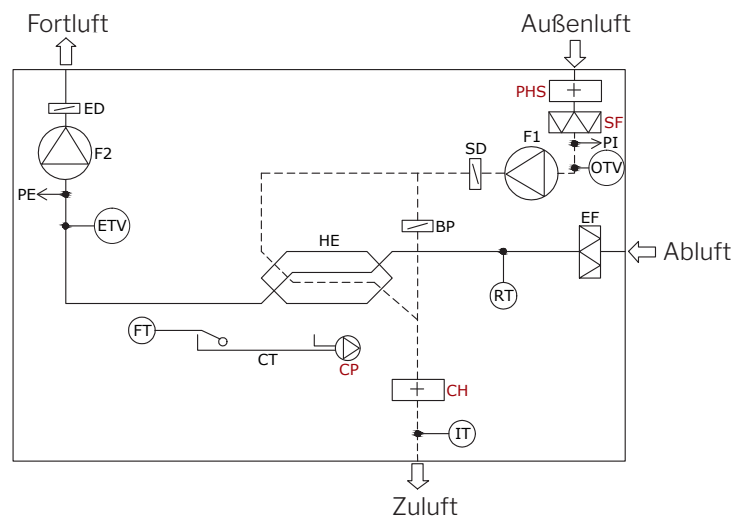 Fortluft
Außenluft
PHS
ED
SF
F1
PI
SD
F2
OTV
PE
EF
ETV
BP
HE
Abluft
RT
FT
CT
CP
CH
IT
Zuluft